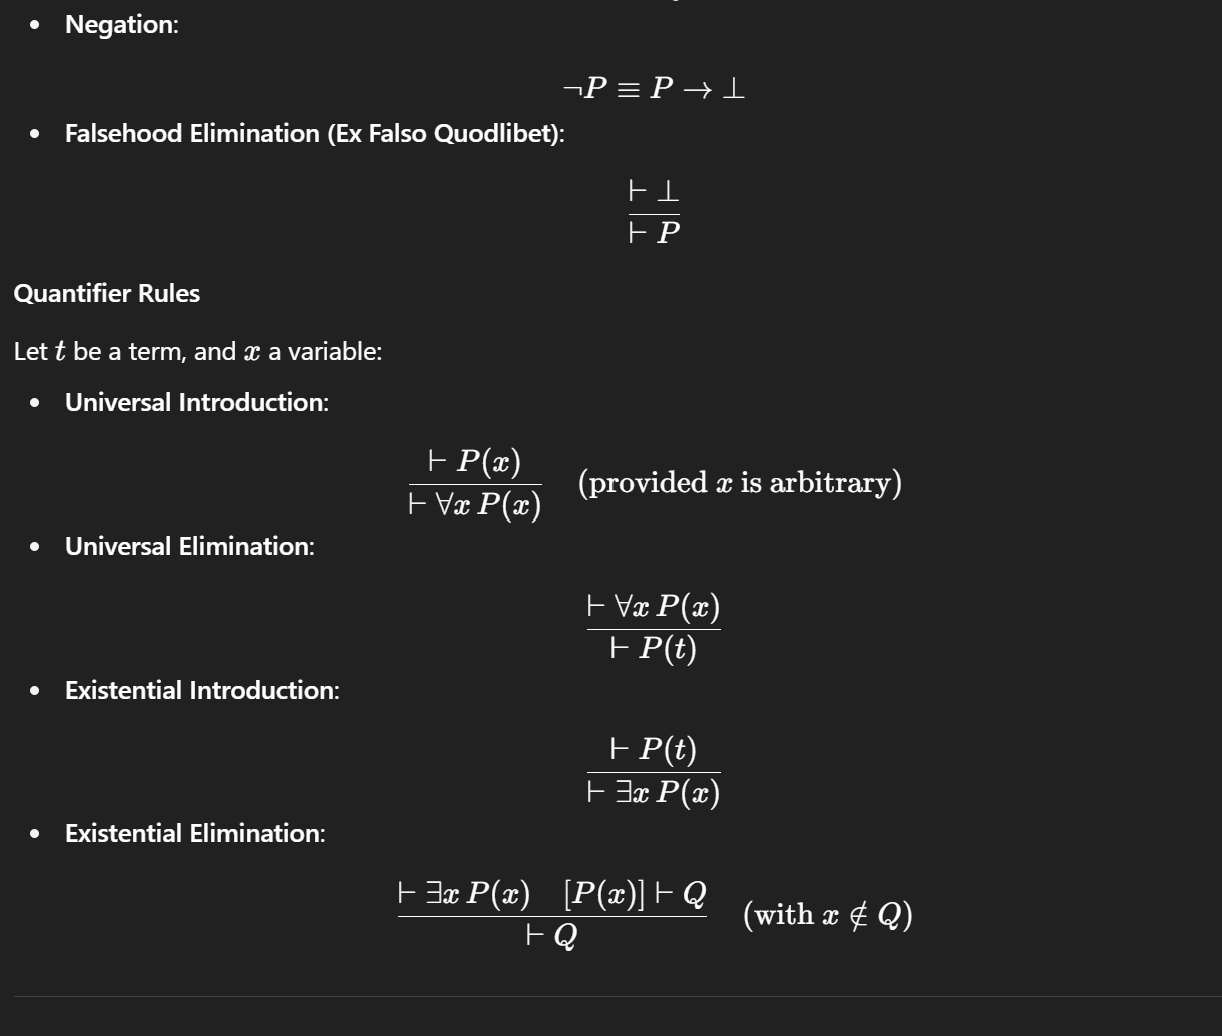 • Negation:
¬P ≡ P → ⊥
• Falsehood Elimination (Ex Falso Quodlibet):
⊢ ⊥
⊢ P
Quantifier Rules
Let t be a term, and x a variable:
• Universal Introduction:
⊢ P(x)
⊢ ∀x P(x)
(provided x is arbitrary)
• Universal Elimination:
⊢ ∀x P(x)
⊢ P(t)
• Existential Introduction:
⊢ P(t)
⊢ ∃x P(x)
• Existential Elimination:
⊢ ∃x P(x) [P(x)] ⊢ Q
⊢ Q
(with x ∉ Q)